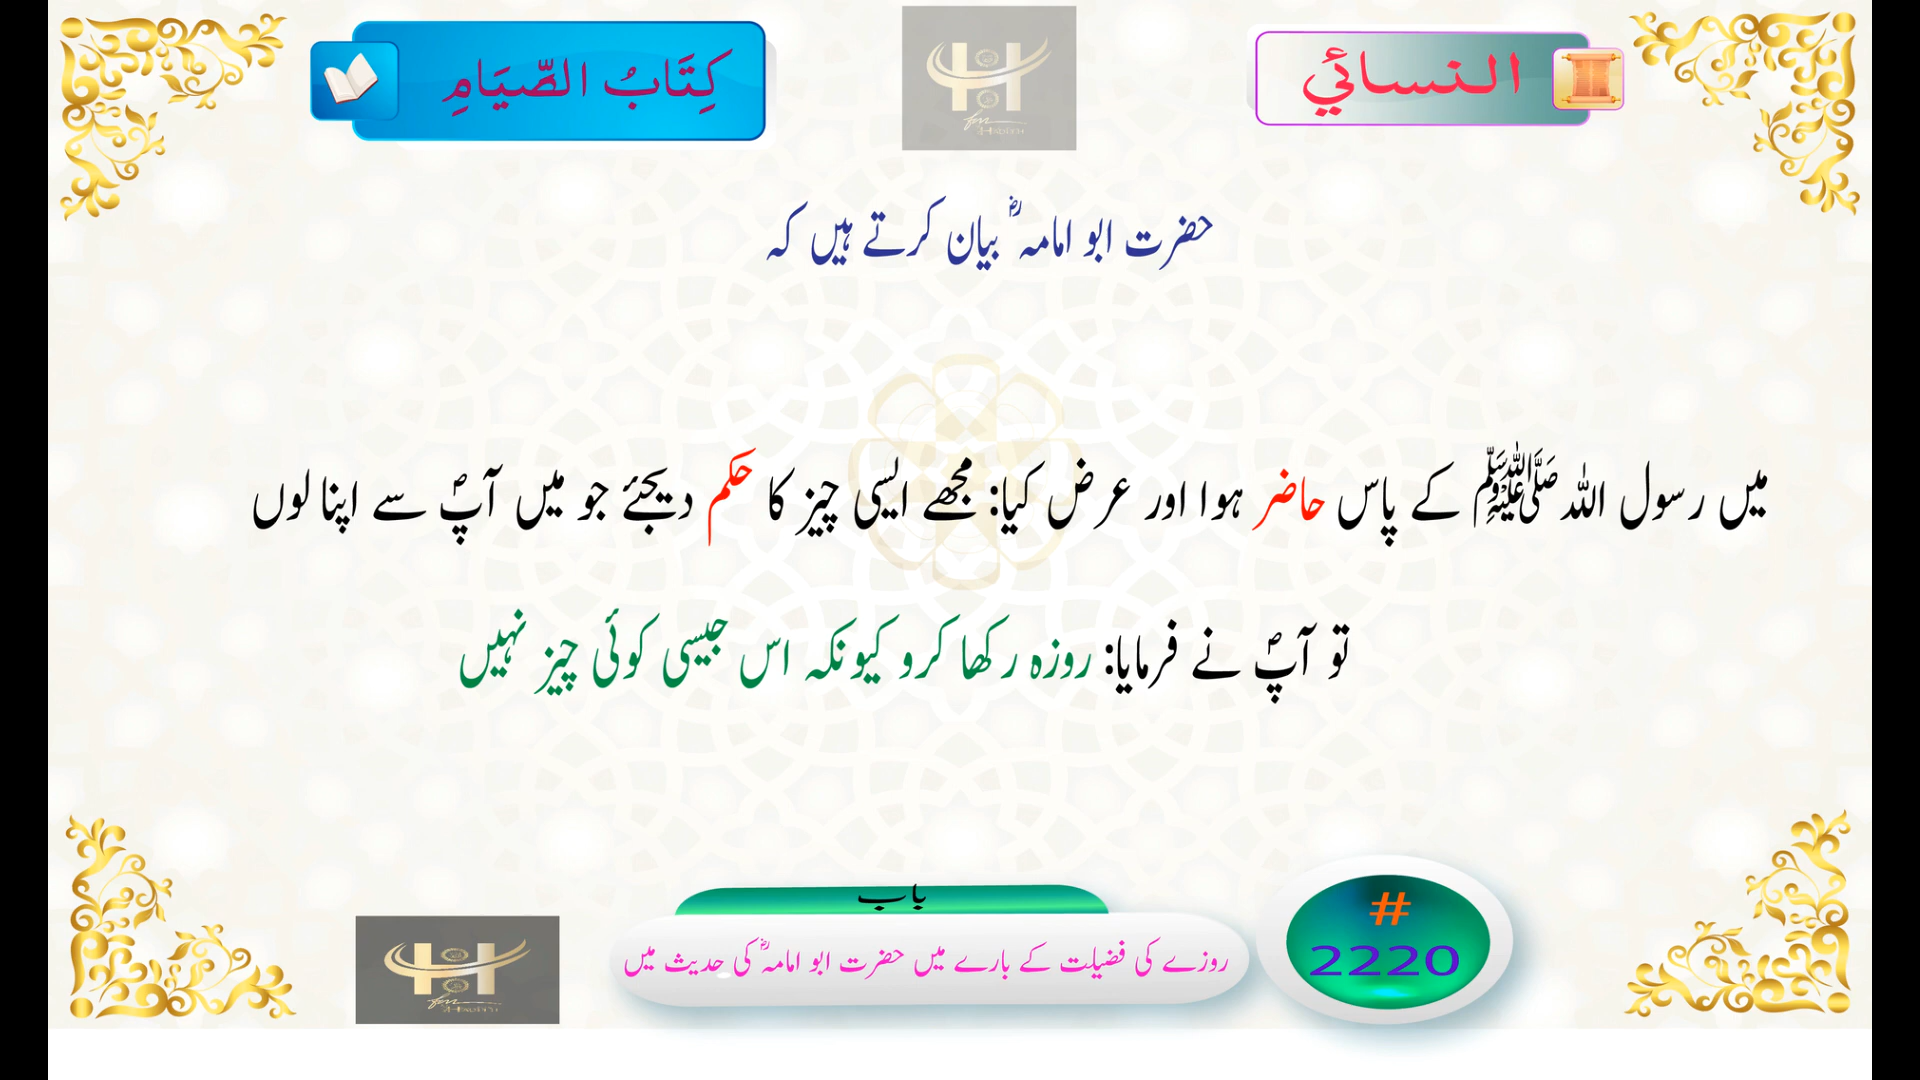 النسائي
كِتَابُ الصِّيَامِ
حضرت ابو امامہؓ بیان کرتے ہیں کہ
میں رسول اللہ ﷺ کے پاس حاضر ہوا اور عرض کیا: مجھے ایسی چیز کا حکم دیجئے جو میں آپؐ سے اپنا لوں
تو آپؐ نے فرمایا: روزہ رکھا کرو کیونکہ اس جیسی کوئی چیز نہیں
باب
روزے کی فضیلت کے بارے میں حضرت ابو امامہؓ کی حدیث میں
#
2220